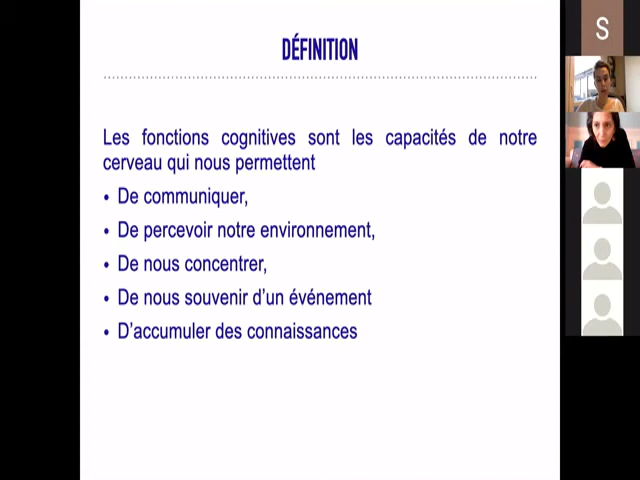 DÉFINITION
S
Les fonctions cognitives sont les capacités de notre
cerveau qui nous permettent
• De communiquer,
• De percevoir notre environnement,
• De nous concentrer,
• De nous souvenir d'un événement
• D'accumuler des connaissances